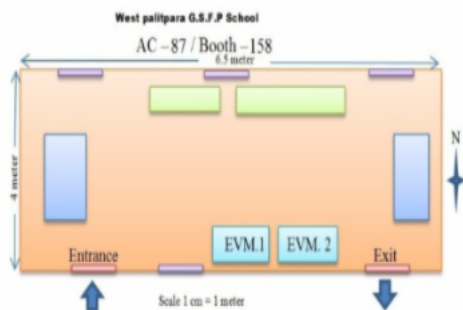 West palitpara G.S.F.P School
AC – 87 / Booth –158
6.5 meter
4 meter
N
EVM.1
EVM. 2
Entrance
Exit
Scale 1 cm = 1 meter